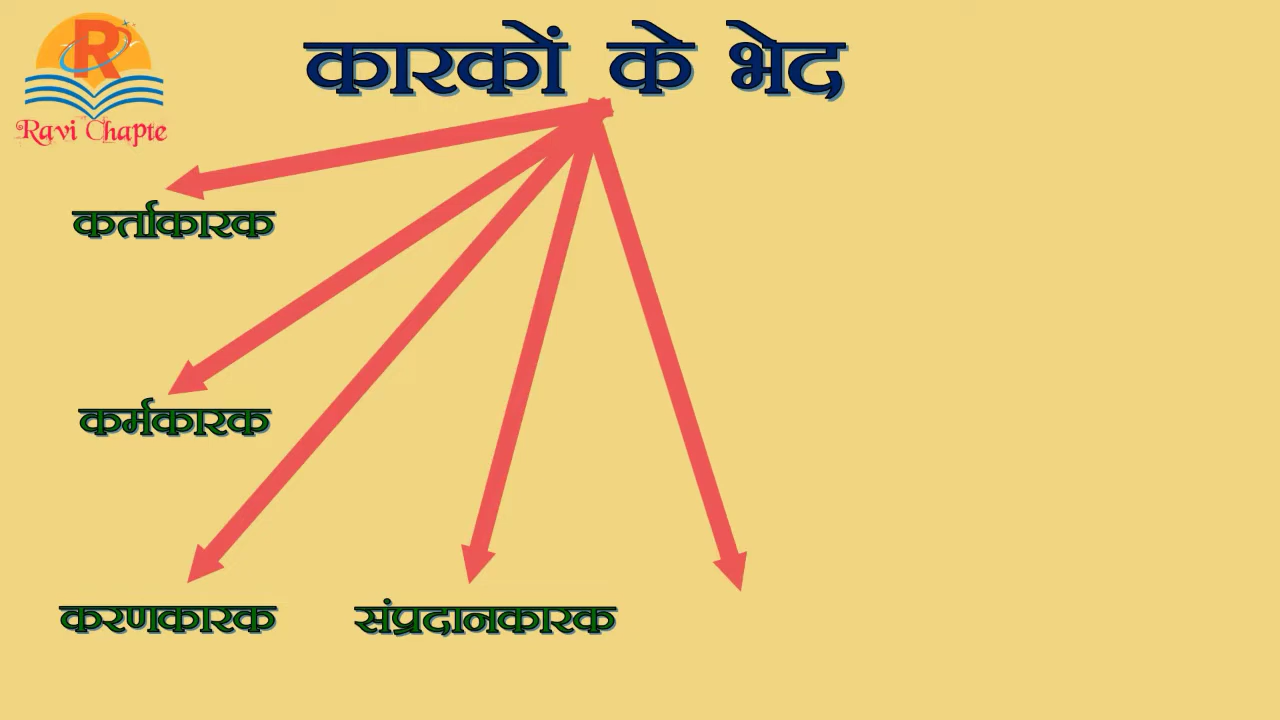 कारकों के भेद
R
Ravi Chapte
कर्ताकारक
कर्मकारक
करणकारक
संप्रदानकारक